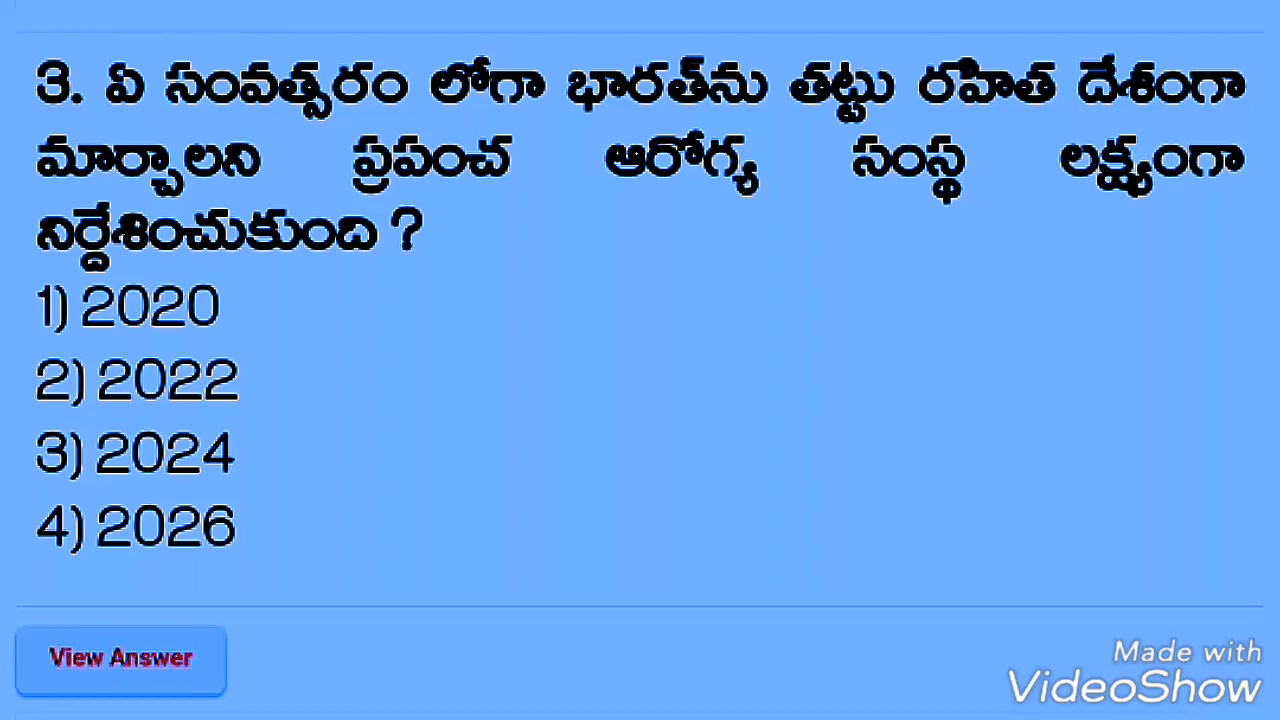 3. ఏ సంవత్సరం లోగా భారత్‌ను తట్టు రహిత దేశంగా
మార్చాలని ప్రపంచ ఆరోగ్య సంస్థ లక్ష్యంగా
నిర్దేశించుకుంది ?
1) 2020
2) 2022
3) 2024
4) 2026
View Answer
Made with
VideoShow